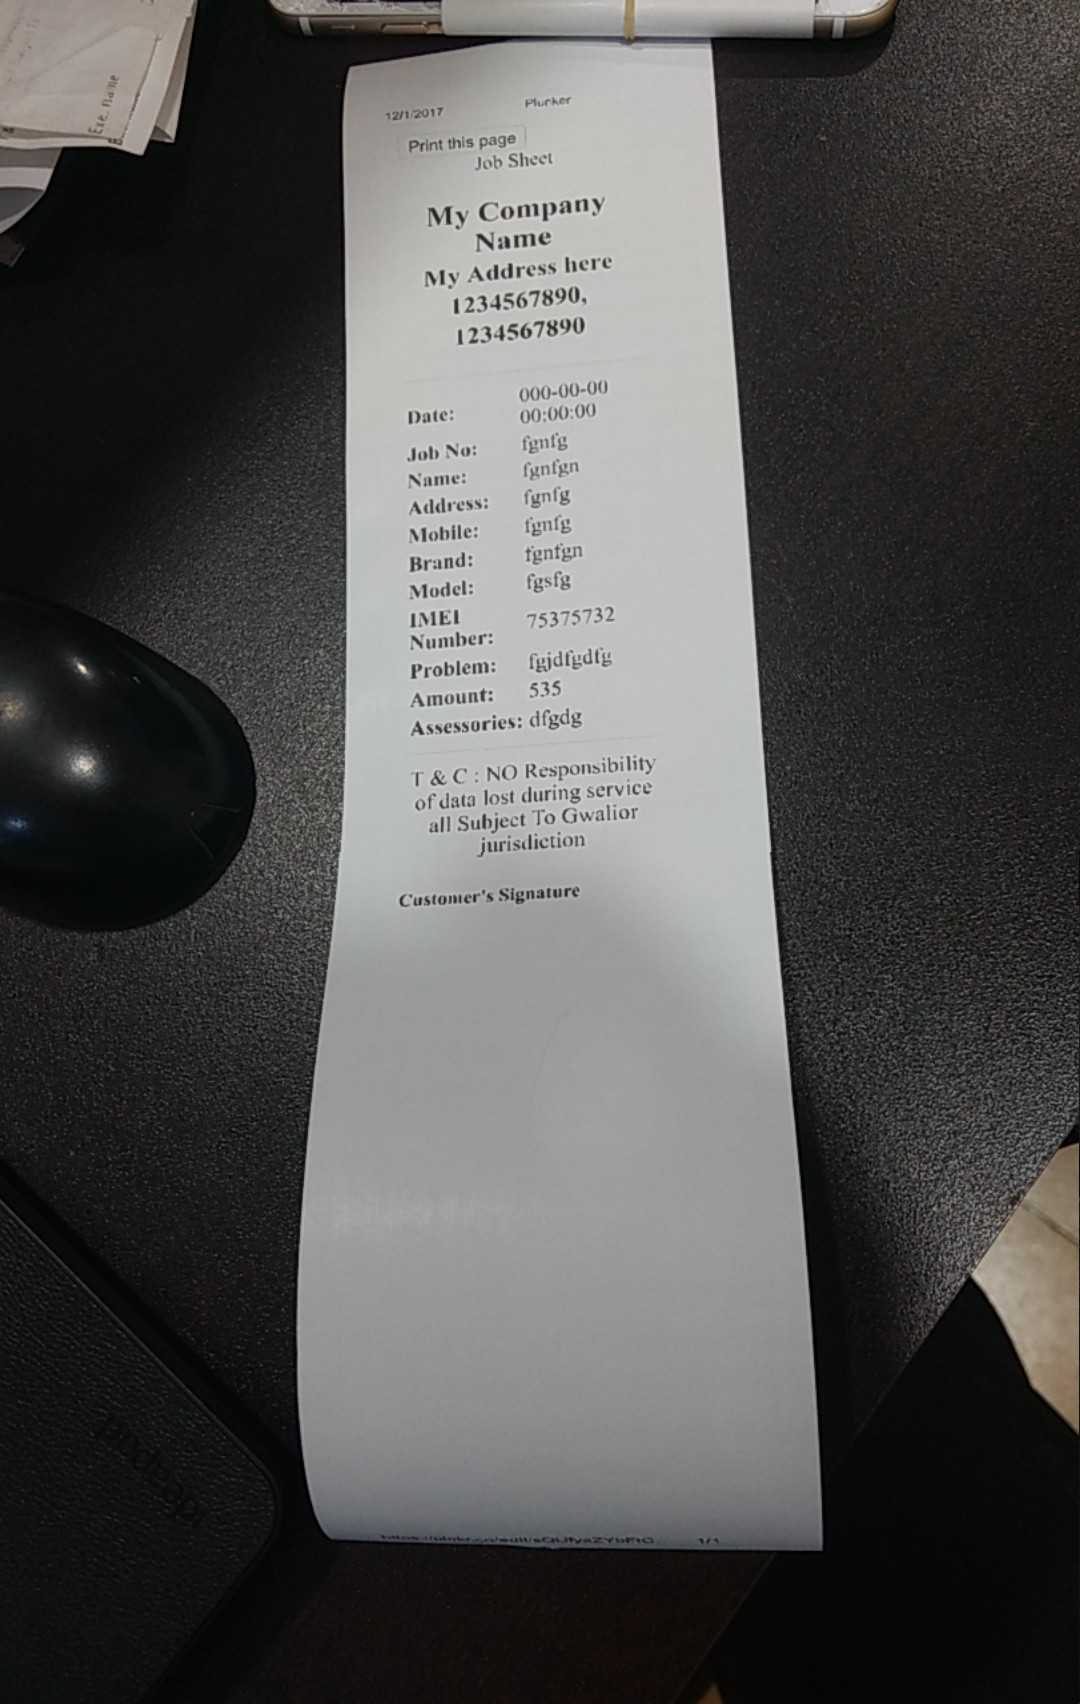 Exe. name
12/1/2017 Plunker
Print this page
Job Sheet
My Company
Name
My Address here
1234567890,
1234567890
000-00-00
Date: 00:00:00
Job No: fgnfg
Name: fgnfgn
Address: fgnfg
Mobile: fgnfg
Brand: fgnfgn
Model: fgsfg
IMEI
Number: 75375732
Problem: fgjdfgdfg
Amount: 535
Assessories: dfgdg
T & C : NO Responsibility
of data lost during service
all Subject To Gwalior
jurisdiction
Customer's Signature
1/1
ideapad